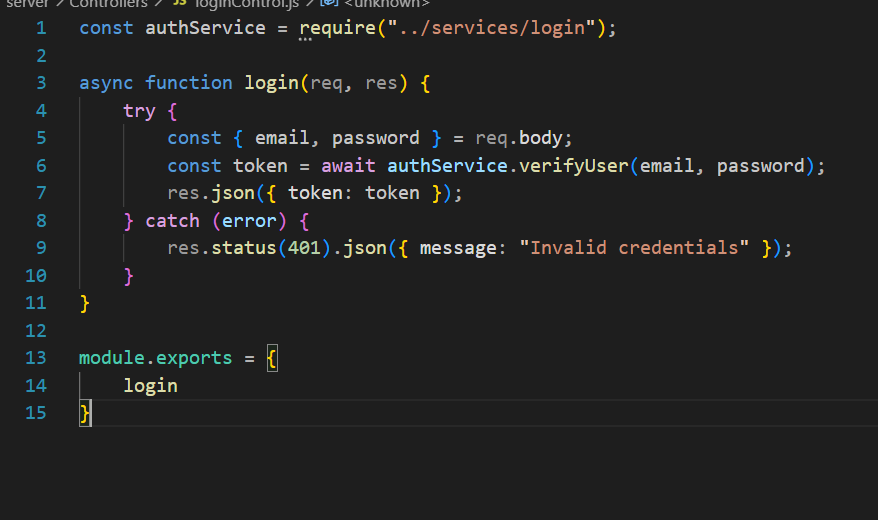 server > Controllers > JS loginControl.js > <unknown>
1 const authService = require("../services/login");
2
3 async function login(req, res) {
4     try {
5         const { email, password } = req.body;
6         const token = await authService.verifyUser(email, password);
7         res.json({ token: token });
8     } catch (error) {
9         res.status(401).json({ message: "Invalid credentials" });
10     }
11 }
12
13 module.exports = {
14     login
15 }